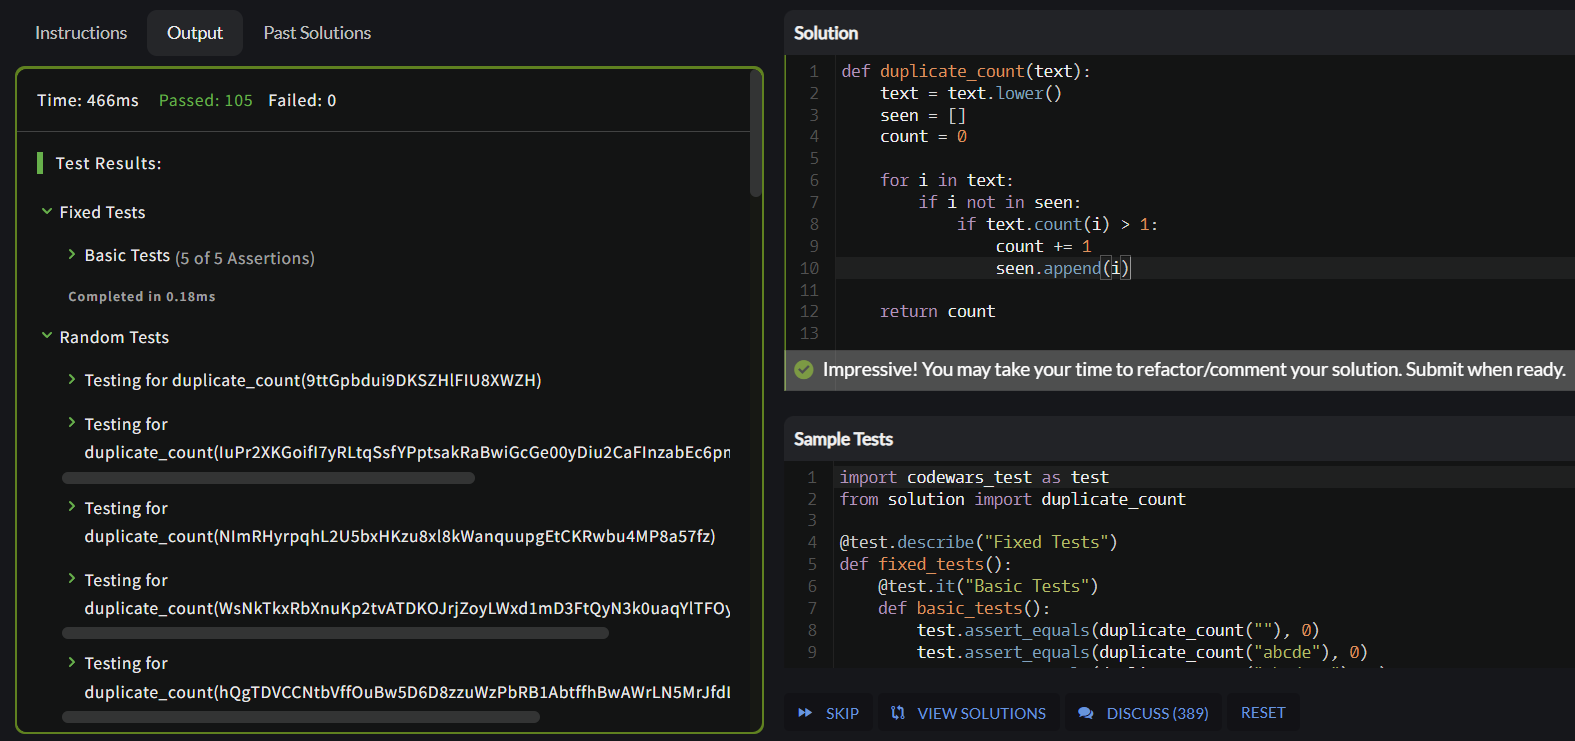 Instructions Output Past Solutions
Time: 466ms Passed: 105 Failed: 0
Test Results:
Fixed Tests
Basic Tests (5 of 5 Assertions)
Completed in 0.18ms
Random Tests
Testing for duplicate_count(9ttGpbdui9DKSZHlFIU8XWZH)
Testing for
duplicate_count(IuPr2XKGoifI7yRLtqSsfYPptsakRaBwiGcGe00yDiu2CaFInzabEc6pr
Testing for
duplicate_count(NImRHyrpqhL2U5bxHKzu8xl8kWanquupgEtCKRwbu4MP8a57fz)
Testing for
duplicate_count(WsNkTkxRbXnuKp2tvATDKOJrjZoyLWxd1mD3FtQyN3k0uaqYlTFOy
Testing for
duplicate_count(hQgTDVCCNtbVffOuBw5D6D8zzuWzPbRB1AbtffhBwAWrLN5MrJfdL
Solution
1 def duplicate_count(text):
2 text = text.lower()
3 seen = []
4 count = 0
5
6 for i in text:
7 if i not in seen:
8 if text.count(i) > 1:
9 count += 1
10 seen.append(i)
11
12 return count
13
Impressive! You may take your time to refactor/comment your solution. Submit when ready.
Sample Tests
1 import codewars_test as test
2 from solution import duplicate_count
3
4 @test.describe("Fixed Tests")
5 def fixed_tests():
6 @test.it("Basic Tests")
7 def basic_tests():
8 test.assert_equals(duplicate_count(""), 0)
9 test.assert_equals(duplicate_count("abcde"), 0)
SKIP VIEW SOLUTIONS DISCUSS (389) RESET